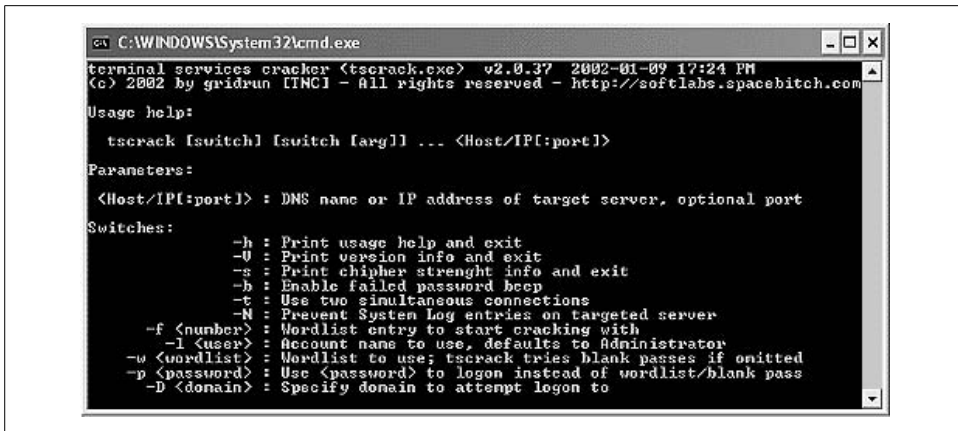 C:\WINDOWS\System32\cmd.exe
terminal services cracker (tscrack.exe) v2.0.37 2002-01-09 17:24 PM
(c) 2002 by gridrun [TNC] - All rights reserved - http://softlabs.spacebitch.com
Usage help:
tscrack [switch] [switch [arg]] ... <Host/IP[:port]>
Parameters:
<Host/IP[:port]> : DNS name or IP address of target server, optional port
Switches:
-h : Print usage help and exit
-V : Print version info and exit
-s : Print chipher strenght info and exit
-b : Enable failed password beep
-t : Use two simultaneous connections
-N : Prevent System Log entries on targeted server
-f <number> : Wordlist entry to start cracking with
-l <user> : Account name to use, defaults to Administrator
-w <wordlist> : Wordlist to use; tscrack tries blank passes if omitted
-p <password> : Use <password> to logon instead of wordlist/blank pass
-D <domain> : Specify domain to attempt logon to